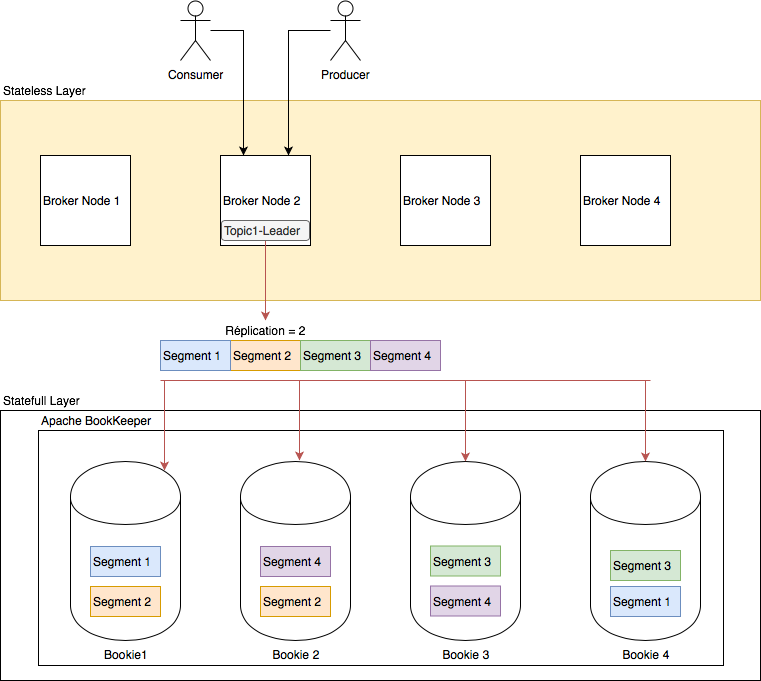 Consumer
Producer
Stateless Layer
Broker Node 1
Broker Node 2
Broker Node 3
Broker Node 4
Topic1-Leader
Réplication = 2
Segment 1
Segment 2
Segment 3
Segment 4
Statefull Layer
Apache BookKeeper
Segment 1
Segment 2
Bookie1
Segment 4
Segment 2
Bookie 2
Segment 3
Segment 4
Bookie 3
Segment 3
Segment 1
Bookie 4